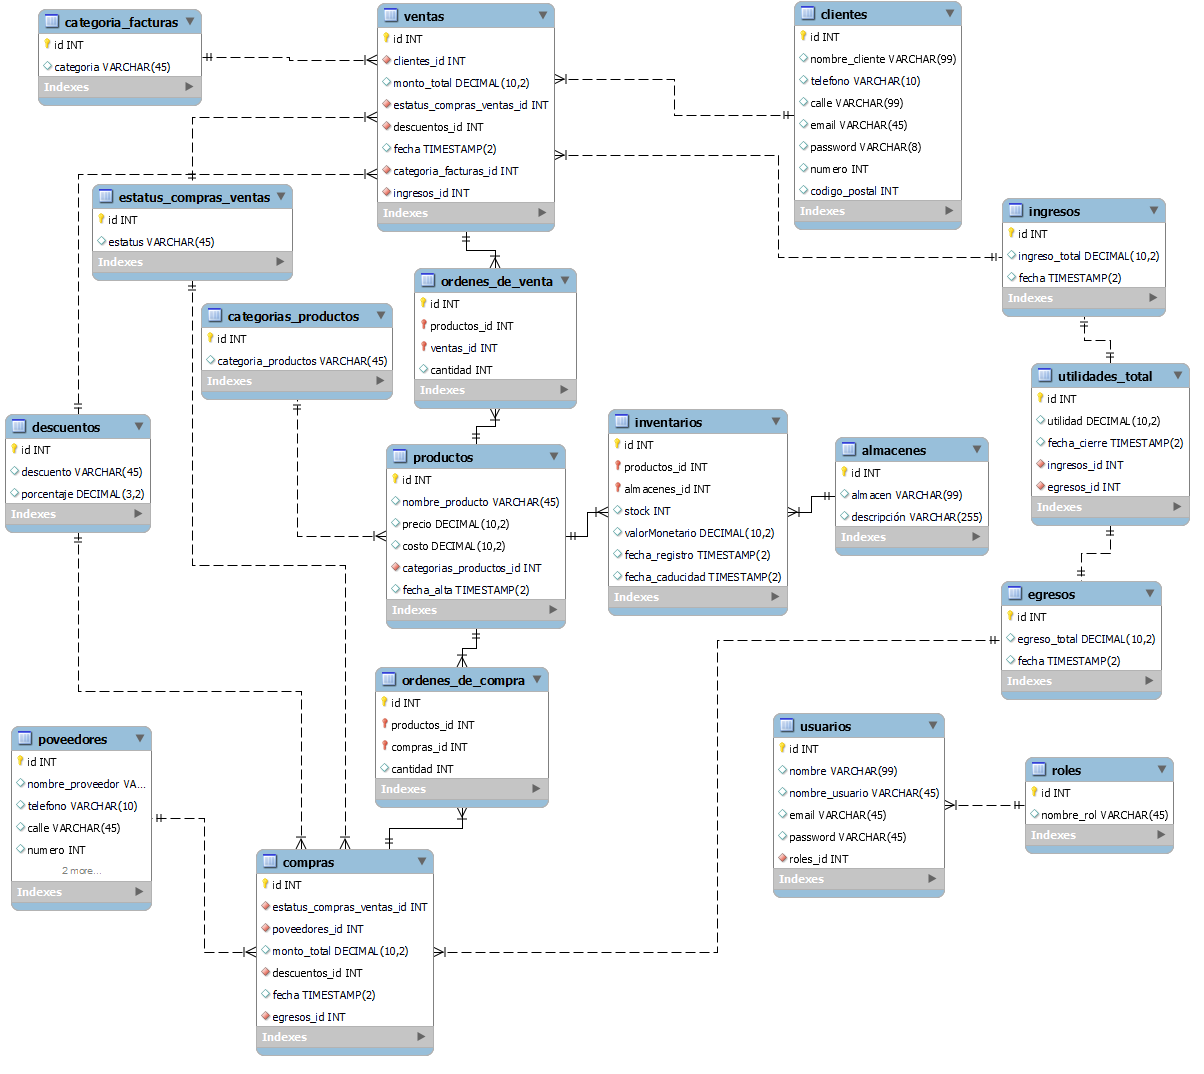 categoria_facturas
id INT
categoria VARCHAR(45)
Indexes
ventas
id INT
clientes_id INT
monto_total DECIMAL(10,2)
estatus_compras_ventas_id INT
descuentos_id INT
fecha TIMESTAMP(2)
categoria_facturas_id INT
ingresos_id INT
Indexes
clientes
id INT
nombre_cliente VARCHAR(99)
telefono VARCHAR(10)
calle VARCHAR(99)
email VARCHAR(45)
password VARCHAR(8)
numero INT
codigo_postal INT
Indexes
estatus_compras_ventas
id INT
estatus VARCHAR(45)
Indexes
ingresos
id INT
ingreso_total DECIMAL(10,2)
fecha TIMESTAMP(2)
Indexes
ordenes_de_venta
id INT
productos_id INT
ventas_id INT
cantidad INT
Indexes
categorias_productos
id INT
categoria_productos VARCHAR(45)
Indexes
utilidades_total
id INT
utilidad DECIMAL(10,2)
fecha_cierre TIMESTAMP(2)
ingresos_id INT
egresos_id INT
Indexes
descuentos
id INT
descuento VARCHAR(45)
porcentaje DECIMAL(3,2)
Indexes
productos
id INT
nombre_producto VARCHAR(45)
precio DECIMAL(10,2)
costo DECIMAL(10,2)
categorias_productos_id INT
fecha_alta TIMESTAMP(2)
Indexes
inventarios
id INT
productos_id INT
almacenes_id INT
stock INT
valorMonetario DECIMAL(10,2)
fecha_registro TIMESTAMP(2)
fecha_caducidad TIMESTAMP(2)
Indexes
almacenes
id INT
almacen VARCHAR(99)
descripción VARCHAR(255)
Indexes
egresos
id INT
egreso_total DECIMAL(10,2)
fecha TIMESTAMP(2)
Indexes
ordenes_de_compra
id INT
productos_id INT
compras_id INT
cantidad INT
Indexes
poveedores
id INT
nombre_proveedor VA...
telefono VARCHAR(10)
calle VARCHAR(45)
numero INT
2 more...
Indexes
usuarios
id INT
nombre VARCHAR(99)
nombre_usuario VARCHAR(45)
email VARCHAR(45)
password VARCHAR(45)
roles_id INT
Indexes
roles
id INT
nombre_rol VARCHAR(45)
Indexes
compras
id INT
estatus_compras_ventas_id INT
poveedores_id INT
monto_total DECIMAL(10,2)
descuentos_id INT
fecha TIMESTAMP(2)
egresos_id INT
Indexes